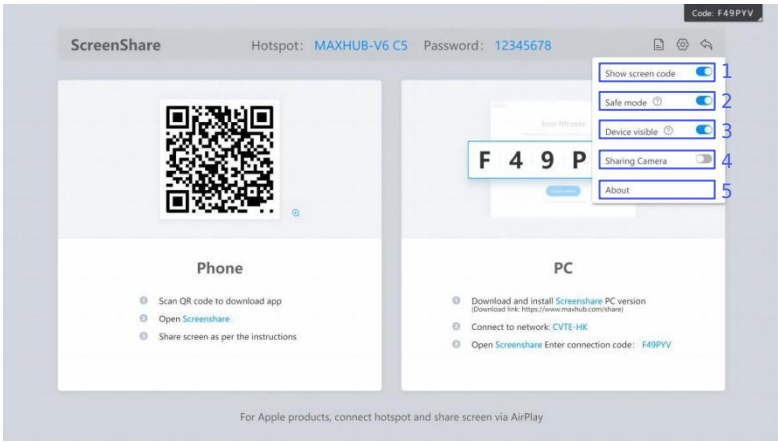 Code: F49PYV
ScreenShare Hotspot: MAXHUB-V6 C5 Password: 12345678
Show screen code 1
Safe mode 2
Device visible 3
Sharing Camera 4
About 5
F 4 9 P
Phone
Scan QR code to download app
Open Screenshare
Share screen as per the instructions
PC
Download and install Screenshare PC version
(Download link: https://www.maxhub.com/share)
Connect to network: CVTE-HK
Open Screenshare Enter connection code: F49PYV
For Apple products, connect hotspot and share screen via AirPlay